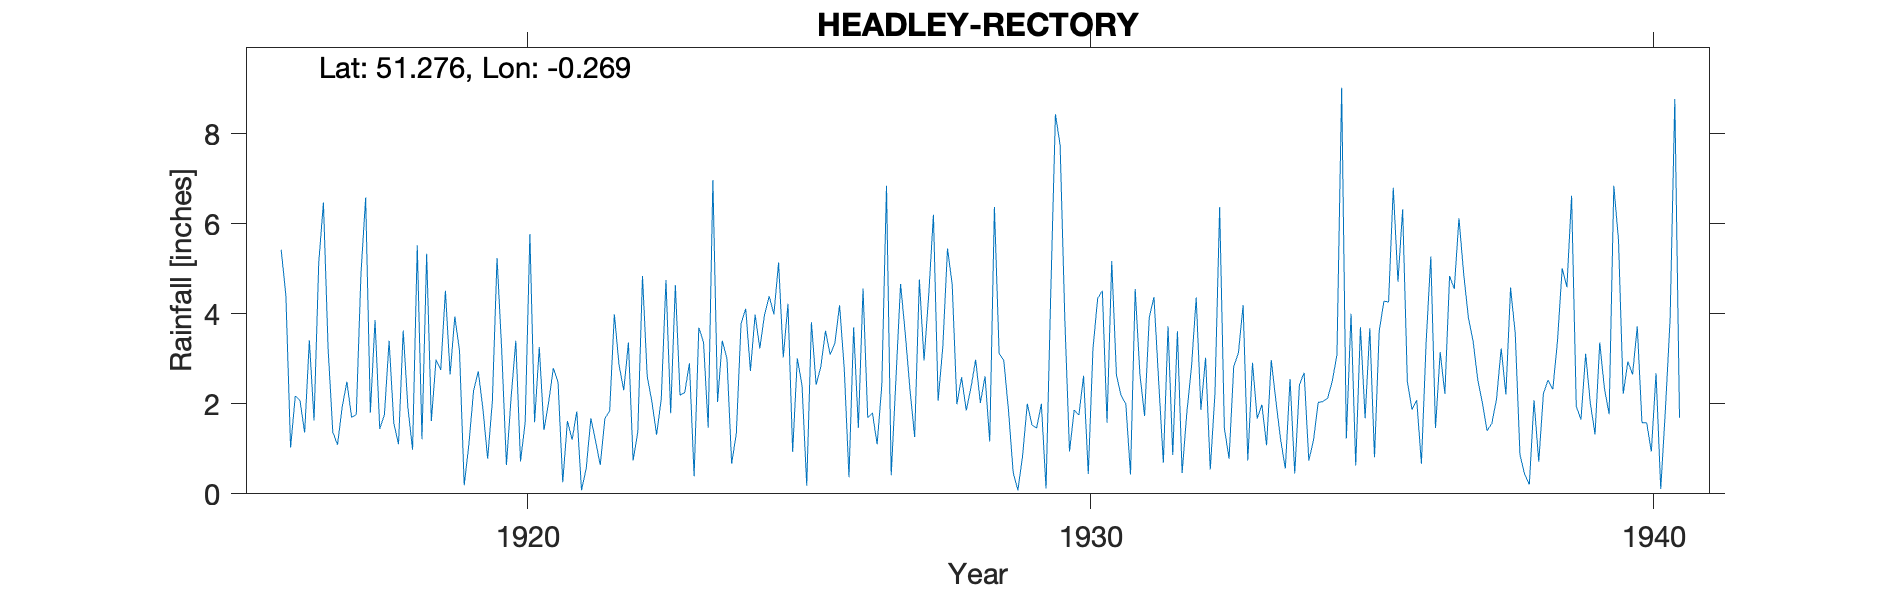 HEADLEY-RECTORY
Lat: 51.276, Lon: -0.269
Rainfall [inches]
8
6
4
2
0
1920
1930
1940
Year